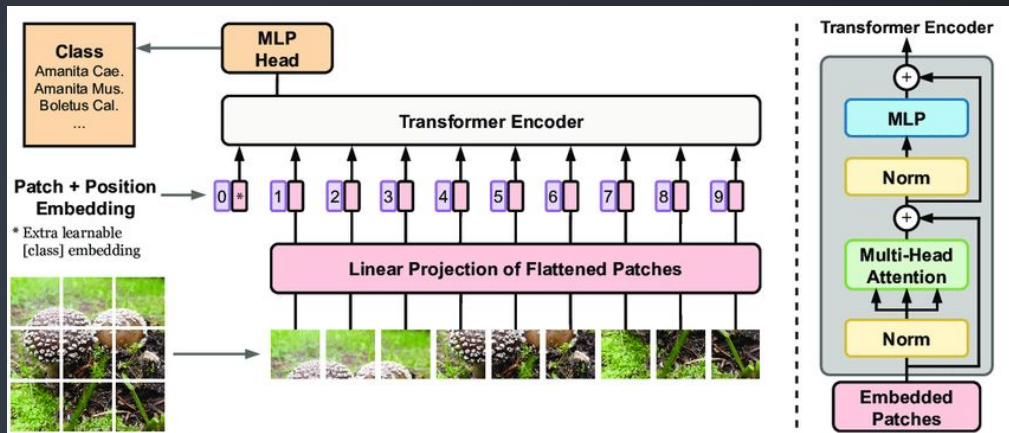 Class
Amanita Cae.
Amanita Mus.
Boletus Cal.
...
MLP
Head
Transformer Encoder
Patch + Position
Embedding
* Extra learnable
[class] embedding
0 * 1 2 3 4 5 6 7 8 9
Linear Projection of Flattened Patches
Transformer Encoder
+
MLP
Norm
+
Multi-Head
Attention
Norm
Embedded
Patches